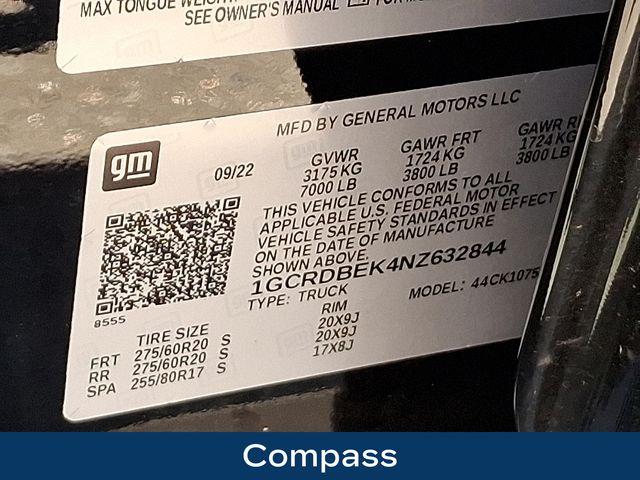 MAX TONGUE WEIGHT
SEE OWNER'S MANUAL
MFD BY GENERAL MOTORS LLC
gm
09/22
GVWR GAWR FRT GAWR
3175 KG 1724 KG 1724 KG
7000 LB 3800 LB 3800 LB
THIS VEHICLE CONFORMS TO ALL
APPLICABLE U.S. FEDERAL MOTOR
VEHICLE SAFETY STANDARDS IN EFFECT
ON THE DATE OF MANUFACTURE
SHOWN ABOVE.
1GCRDBEK4NZ632844
TYPE: TRUCK MODEL: 44CK1075
8555
TIRE SIZE RIM
FRT 275/60R20 S 20X9J
RR 275/60R20 S 20X9J
SPA 255/80R17 S 17X8J
Compass